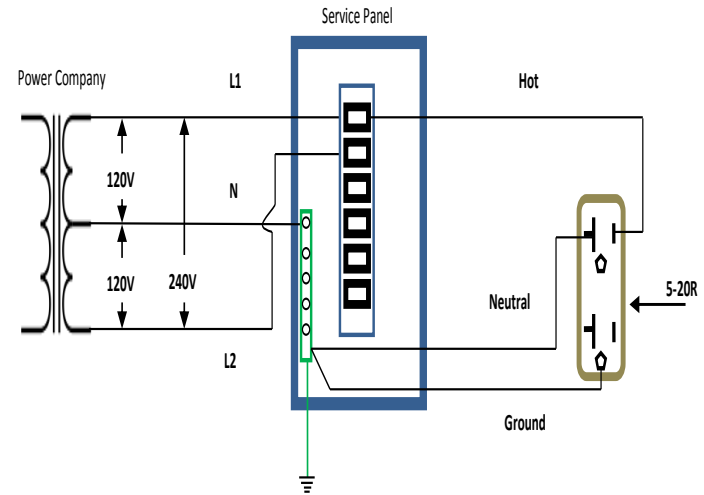 Service Panel
Power Company
L1
Hot
120V
N
120V
240V
5-20R
Neutral
L2
Ground